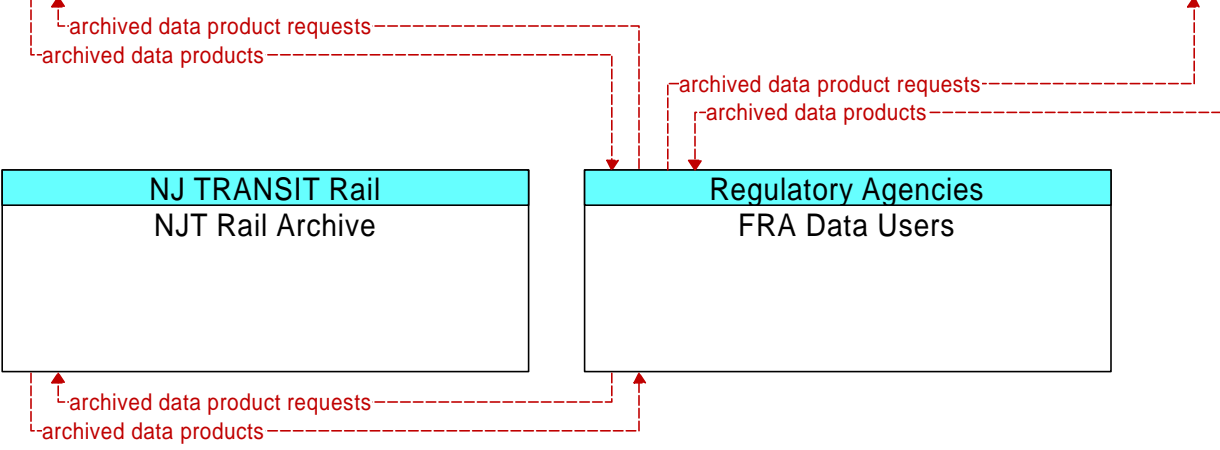 archived data product requests
archived data products
archived data product requests
archived data products
NJ TRANSIT Rail
NJT Rail Archive
Regulatory Agencies
FRA Data Users
archived data product requests
archived data products